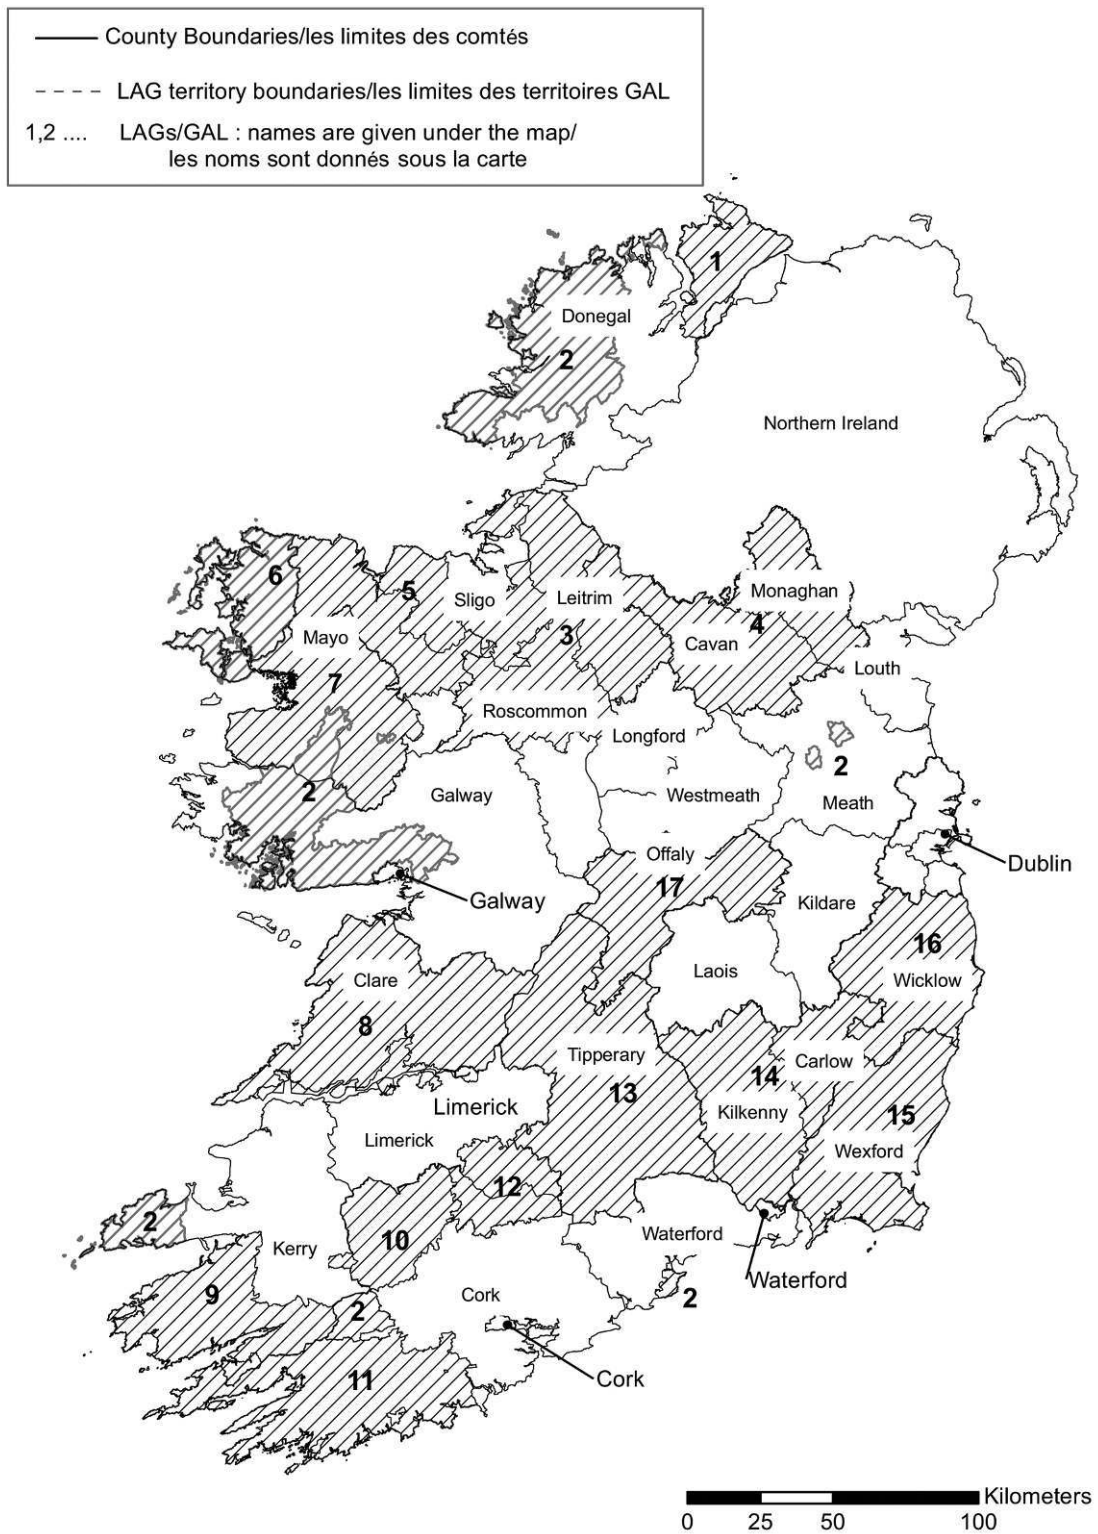 County Boundaries/les limites des comtés
LAG territory boundaries/les limites des territoires GAL
1,2 .... LAGs/GAL : names are given under the map/
les noms sont donnés sous la carte
1
Donegal
2
Northern Ireland
6
5
Sligo
Leitrim
Monaghan
Mayo
3
4
Cavan
Louth
7
Roscommon
Longford
2
2
Galway
Westmeath
Meath
Offaly
Dublin
17
Galway
Kildare
16
Laois
Clare
Wicklow
8
Tipperary
Carlow
14
13
Limerick
Kilkenny
15
Limerick
Wexford
12
2
10
Waterford
Kerry
Waterford
9
Cork
2
2
11
Cork
Kilometers
0 25 50 100